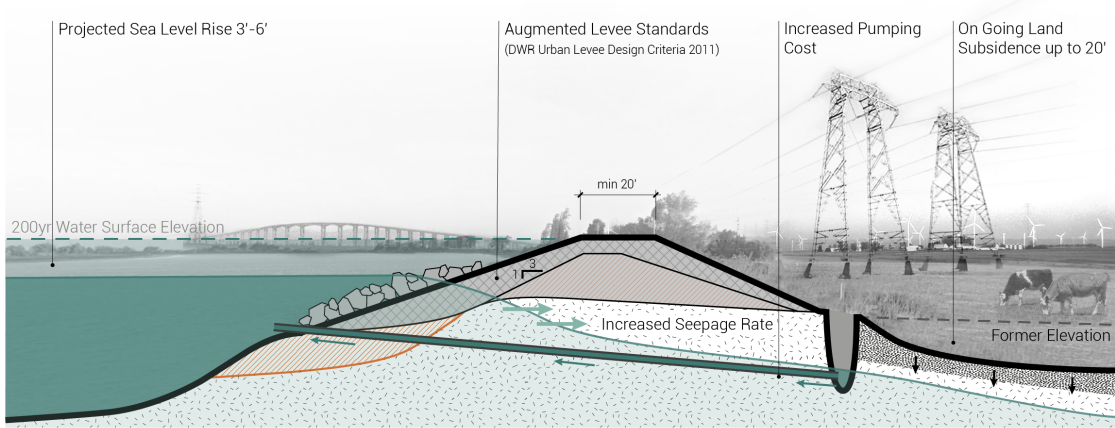 Projected Sea Level Rise 3'-6'
Augmented Levee Standards
(DWR Urban Levee Design Criteria 2011)
Increased Pumping
Cost
On Going Land
Subsidence up to 20'
min 20'
200yr Water Surface Elevation
3
1
Increased Seepage Rate
Former Elevation